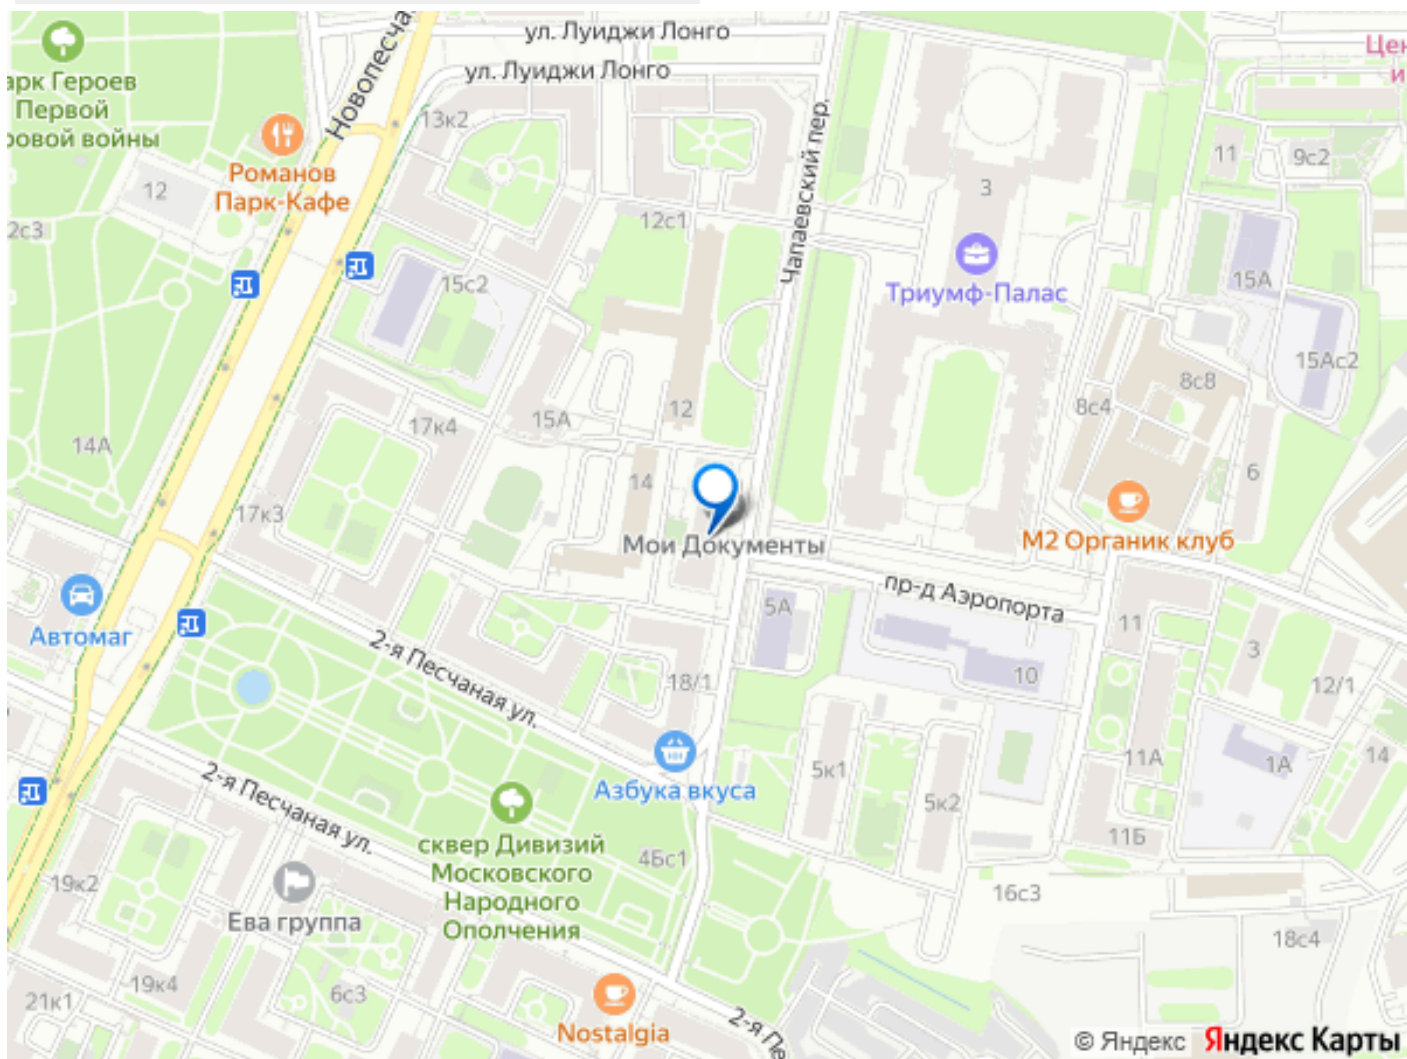 ул. Луиджи Лонго
ул. Луиджи Лонго
Новопесча
арк Героев
Первой
ровой войны
Романов
Парк-Кафе
12
2с3
13к2
12с1
Чапаевский пер.
3
Триумф-Палас
Цен
и
11
9с2
15А
15Ас2
15с2
15А
17к4
12
14
14А
17к3
8с8
8с4
6
М2 Органик клуб
Мои Документы
пр-д Аэропорта
5А
10
11
3
12/1
Автомаг
2-я Песчаная ул.
18/1
Азбука вкуса
5к1
5к2
11А
1А
14
11Б
2-я Песчаная ул.
сквер Дивизий
Московского
Народного
Ополчения
4Бс1
16с3
18с4
19к2
Ева группа
19к4
6с3
21к1
Nostalgia
2-я Пе
© Яндекс Яндекс Карты